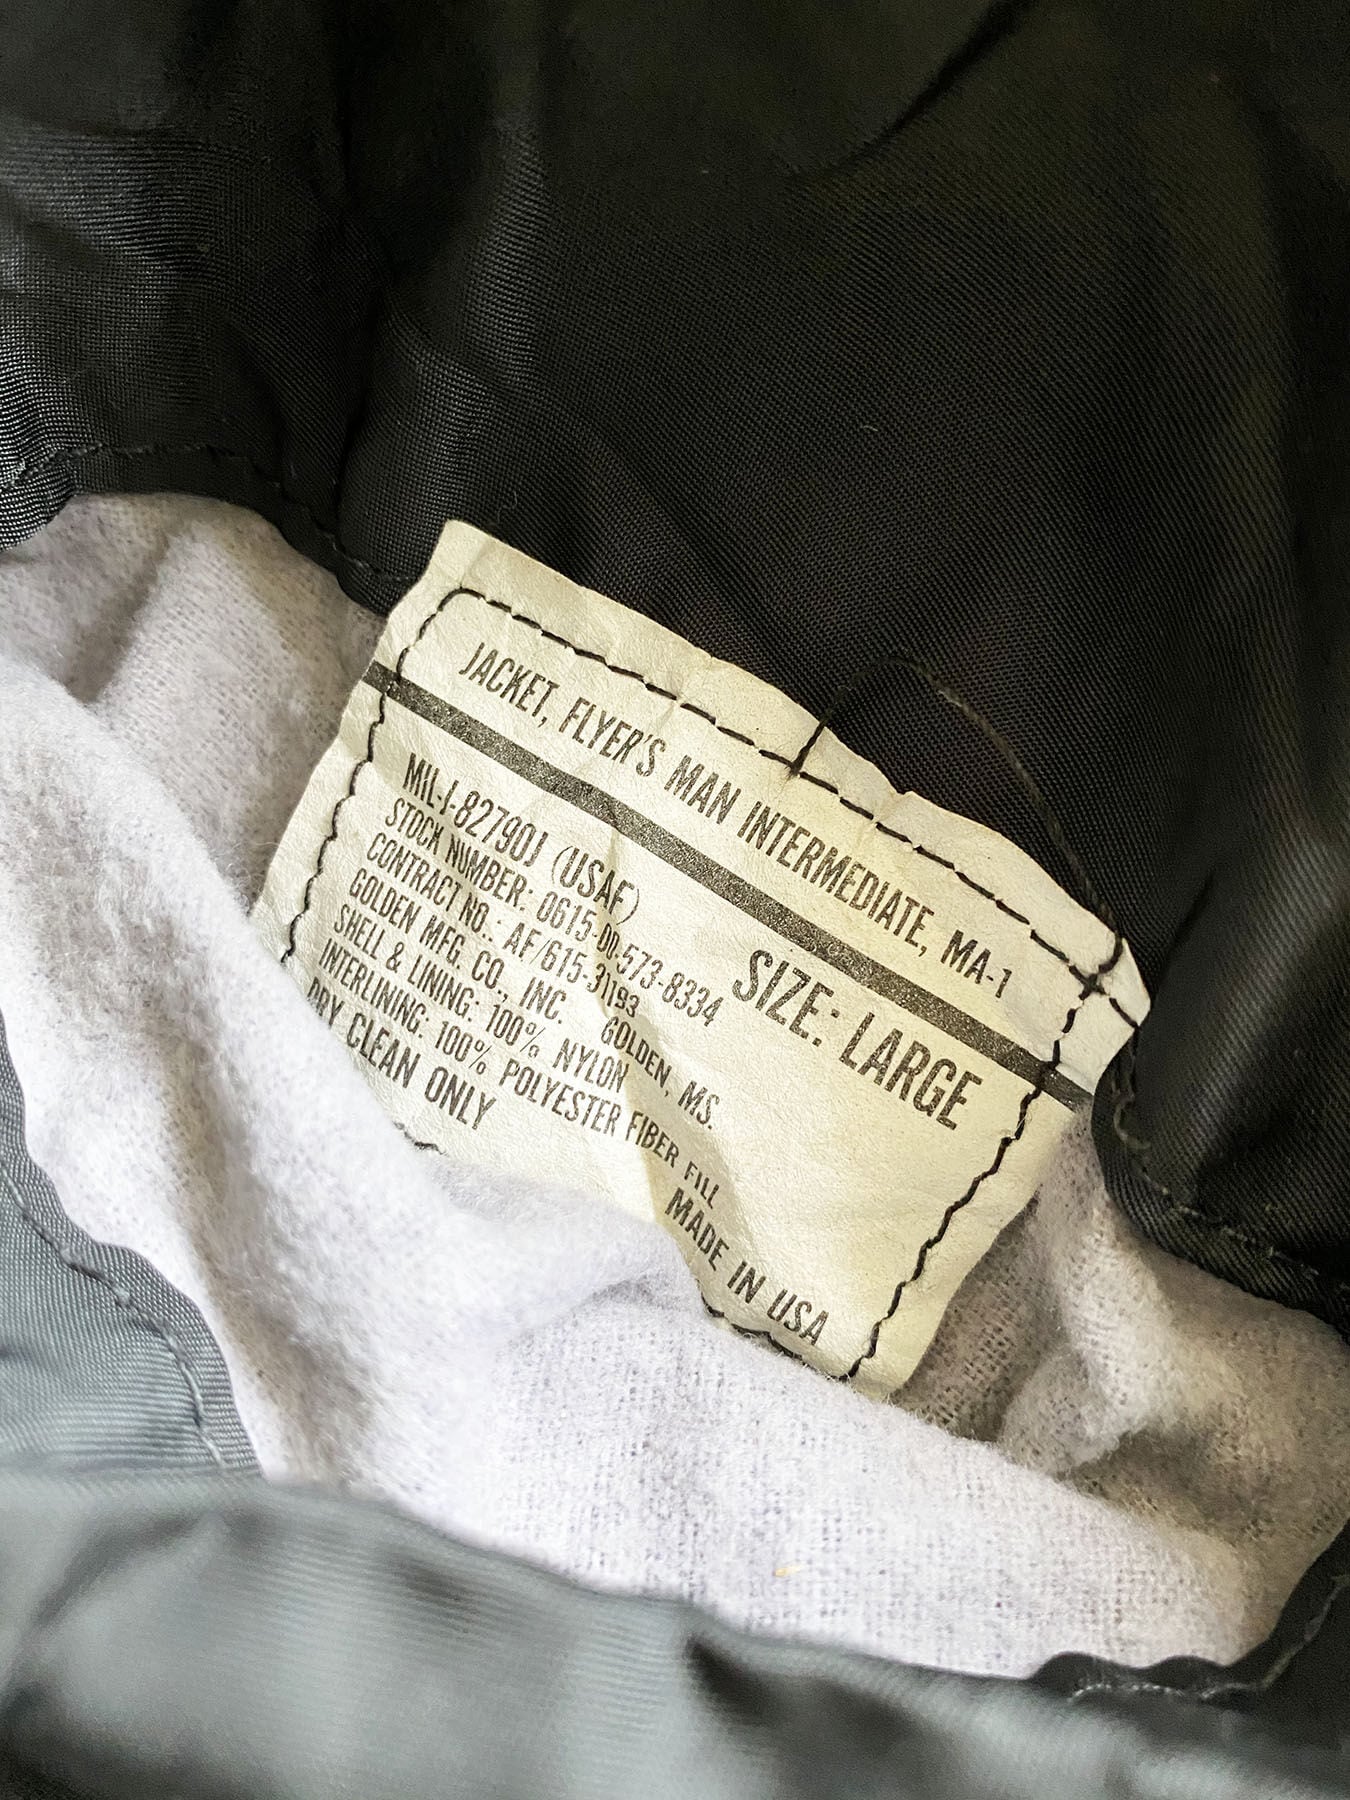 JACKET, FLYER'S MAN INTERMEDIATE, MA-1
MIL-J-82790J (USAF)
STOCK NUMBER: 0615-00-573-8334
CONTRACT NO.: AF/615-31193
SIZE: LARGE
GOLDEN MFG. CO., INC. GOLDEN, MS.
SHELL & LINING: 100% NYLON
INTERLINING: 100% POLYESTER FIBER FILL
DRY CLEAN ONLY
MADE IN USA